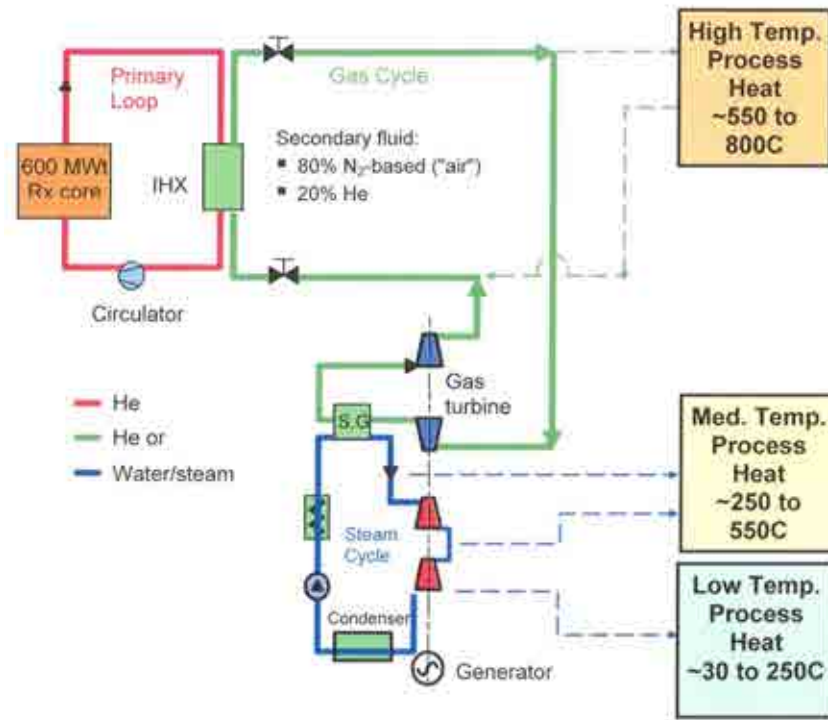 High Temp.
Process
Heat
~550 to
800C
Primary
Loop
Gas Cycle
600 MWt
Rx core
IHX
Secondary fluid:
▪ 80% N₂-based ("air")
▪ 20% He
Circulator
Gas
turbine
He
He or
Water/steam
S.G
Med. Temp.
Process
Heat
~250 to
550C
Steam
Cycle
Condenser
Generator
Low Temp.
Process
Heat
~30 to 250C